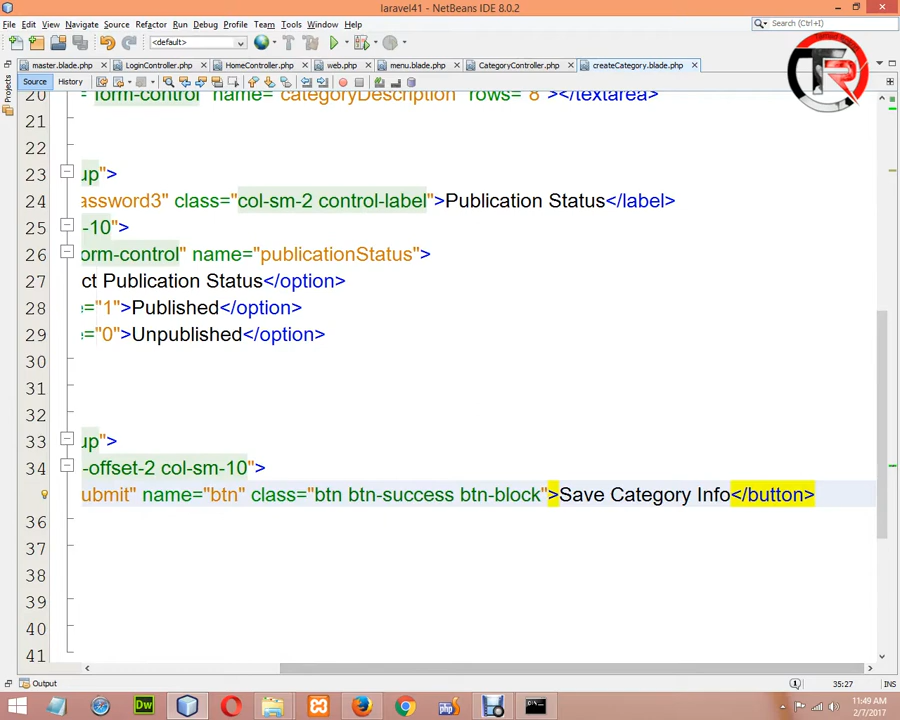 laravel41 - NetBeans IDE 8.0.2
File Edit View Navigate Source Refactor Run Debug Profile Team Tools Window Help
Search (Ctrl+I)
<default>
master.blade.php LoginController.php HomeController.php web.php menu.blade.php CategoryController.php createCategory.blade.php
Source History
Projects
20 = form-control name="categoryDescription" rows="8"></textarea>
21
22
23 up">
24 assword3" class="col-sm-2 control-label">Publication Status</label>
25 -10">
26 orm-control" name="publicationStatus">
27 ct Publication Status</option>
28 e="1">Published</option>
29 e="0">Unpublished</option>
30
31
32
33 up">
34 -offset-2 col-sm-10">
ubmit" name="btn" class="btn btn-success btn-block">Save Category Info</button>
36
37
38
39
40
41
Output
35:27 INS
Dw
php
11:49 AM
2/7/2017